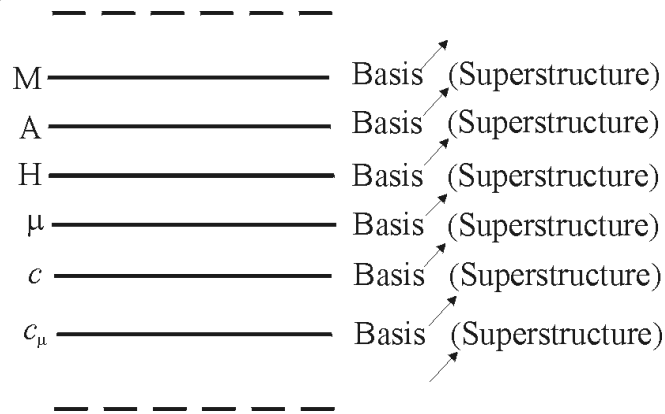 M Basis (Superstructure)
A Basis (Superstructure)
H Basis (Superstructure)
μ Basis (Superstructure)
c Basis (Superstructure)
cμ Basis (Superstructure)